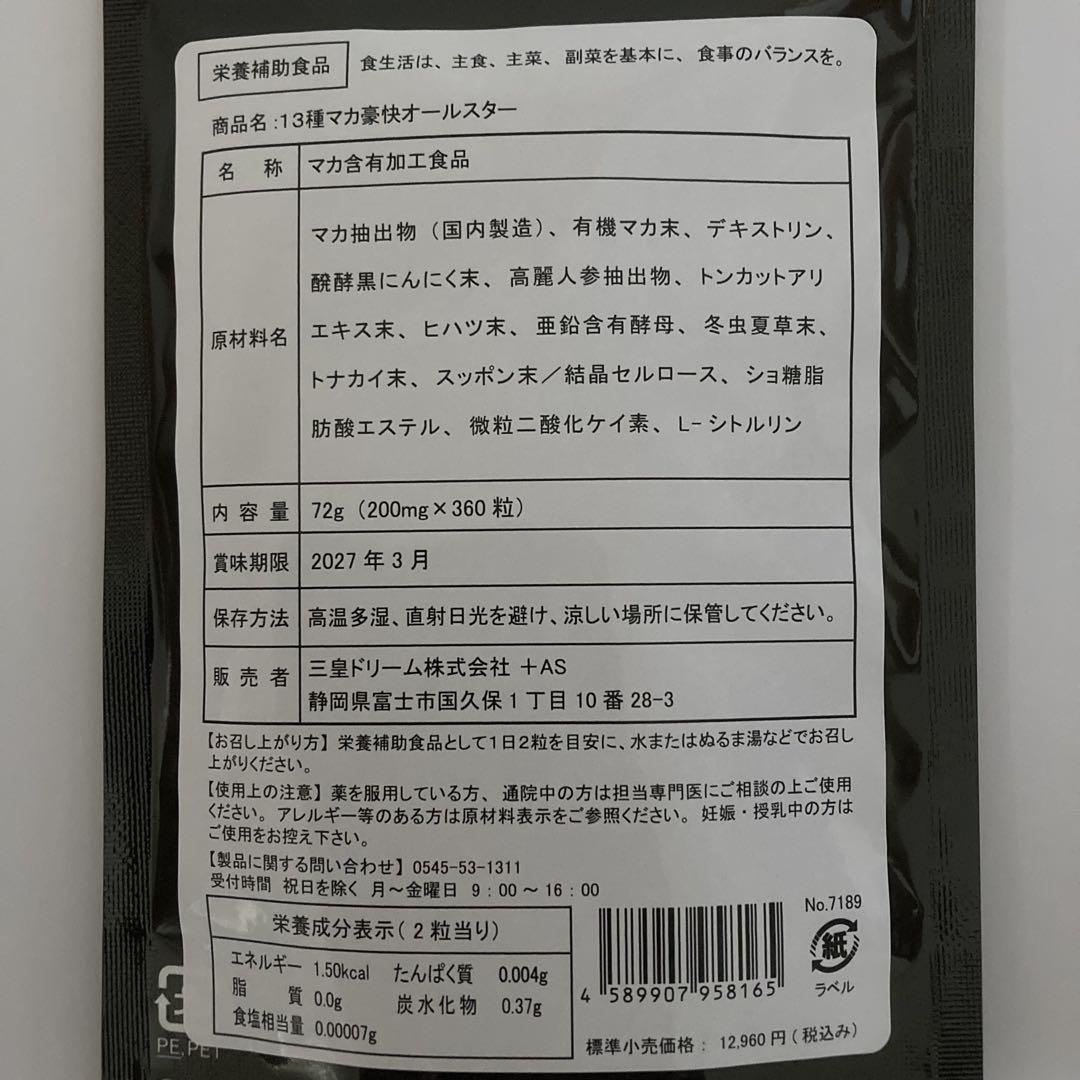 栄養補助食品 食生活は、主食、主菜、副菜を基本に、食事のバランスを。
商品名:13種マカ豪快オールスター
名 称 マカ含有加工食品
原材料名
マカ抽出物（国内製造）、有機マカ末、デキストリン、
醗酵黒にんにく末、高麗人参抽出物、トンカットアリ
エキス末、ヒハツ末、亜鉛含有酵母、冬虫夏草末、
トナカイ末、スッポン末／結晶セルロース、ショ糖脂
肪酸エステル、微粒二酸化ケイ素、L-シトルリン
内容量 72g（200mg×360粒）
賞味期限 2027年3月
保存方法 高温多湿、直射日光を避け、涼しい場所に保管してください。
販売者 三皇ドリーム株式会社 +AS
静岡県富士市国久保1丁目10番28-3
【お召し上がり方】栄養補助食品として1日2粒を目安に、水またはぬるま湯などでお召し
上がりください。
【使用上の注意】薬を服用している方、通院中の方は担当専門医にご相談の上ご使用
ください。アレルギー等のある方は原材料表示をご参照ください。妊娠・授乳中の方は
ご使用をお控え下さい。
【製品に関する問い合わせ】0545-53-1311
受付時間 祝日を除く 月～金曜日 9：00～16：00
栄養成分表示(2粒当り)
エネルギー 1.50kcal たんぱく質 0.004g
脂 質 0.0g 炭水化物 0.37g
食塩相当量 0.00007g
No.7189
紙
ラベル
4 589907 958165
標準小売価格： 12,960円(税込み)
PE,PET